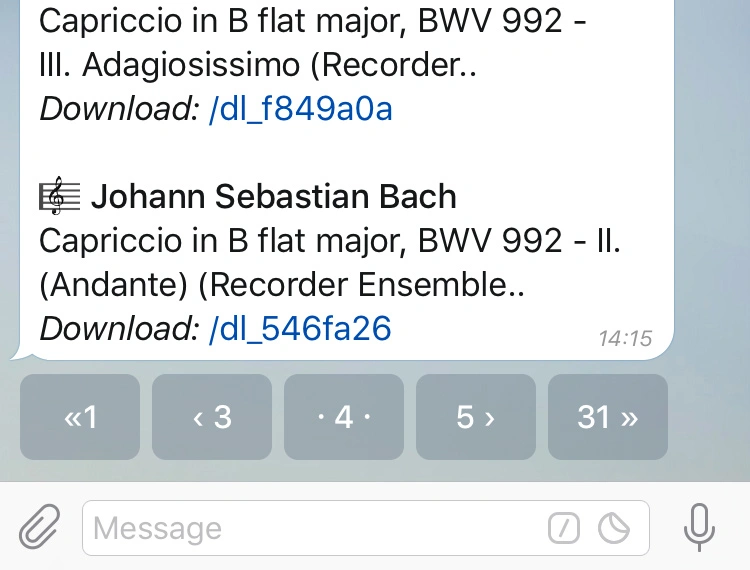 Capriccio in B flat major, BWV 992 -
III. Adagiosissimo (Recorder..
Download: /dl_f849a0a
🎼 Johann Sebastian Bach
Capriccio in B flat major, BWV 992 - II.
(Andante) (Recorder Ensemble..
Download: /dl_546fa26
14:15
«1 ‹ 3 · 4 · 5 › 31 »
Message